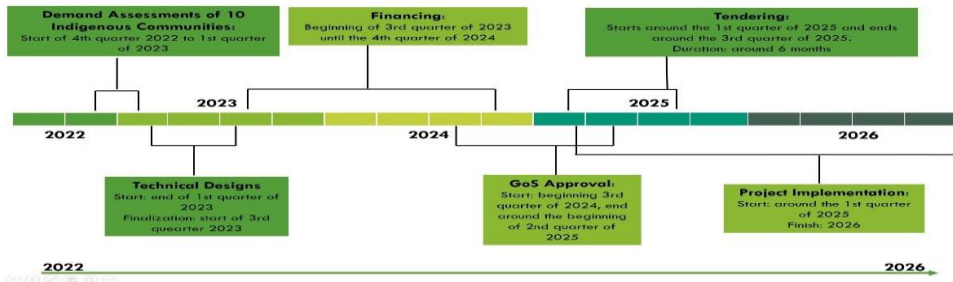 Demand Assessments of 10
Indigenous Communities:
Start of 4th quarter 2022 to 1st quarter
of 2023
Financing:
Beginning of 3rd quarter of 2023
until the 4th quarter of 2024
Tendering:
Starts around the 1st quarter of 2025 and ends
around the 3rd quarter of 2025.
Duration: around 6 months
2023
2025
2022
2024
2026
Technical Designs
Start: end of 1st quarter of
2023
Finalization: start of 3rd
quearter 2023
GoS Approval:
Start: beginning 3rd
quarter of 2024, end
around the beginning
of 2nd quarter of
2025
Project Implementation:
Start: around the 1st quarter
of 2025
Finish: 2026
2022
2026